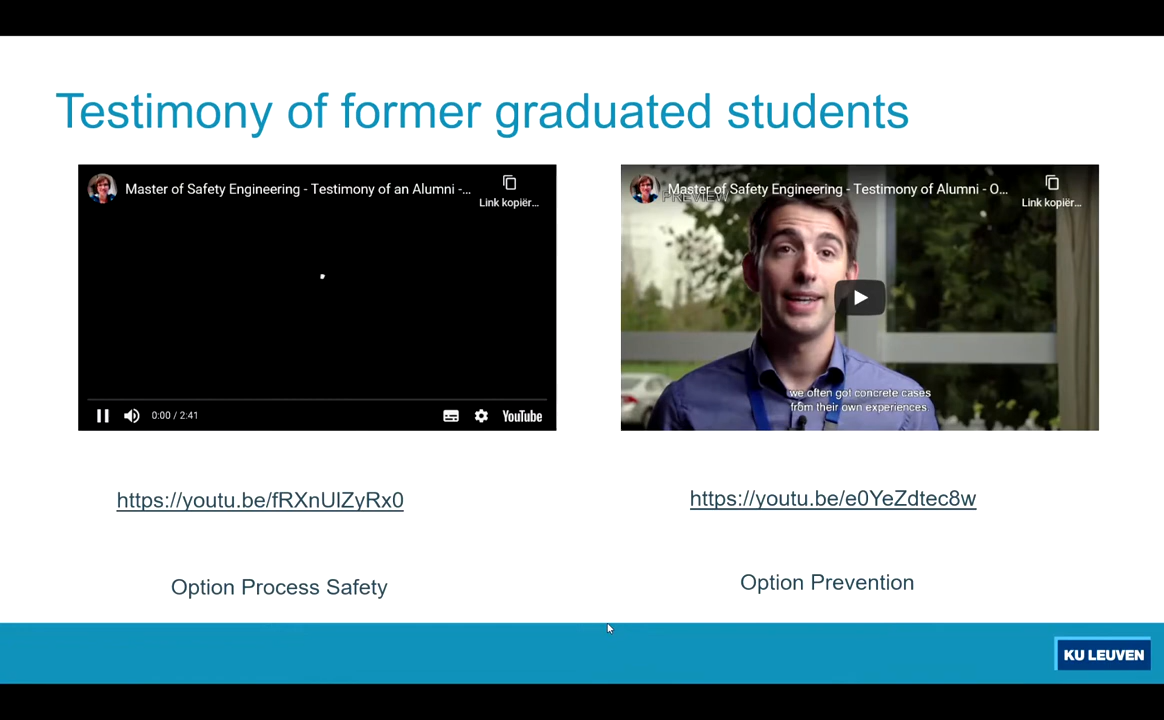 Testimony of former graduated students
Master of Safety Engineering - Testimony of an Alumni -...
Link kopiër...
0:00 / 2:41
YouTube
Master of Safety Engineering - Testimony of Alumni - O...
PREVIEW
Link kopiër...
we often got concrete cases
from their own experiences
https://youtu.be/fRXnUlZyRx0
https://youtu.be/e0YeZdtec8w
Option Process Safety
Option Prevention
KU LEUVEN